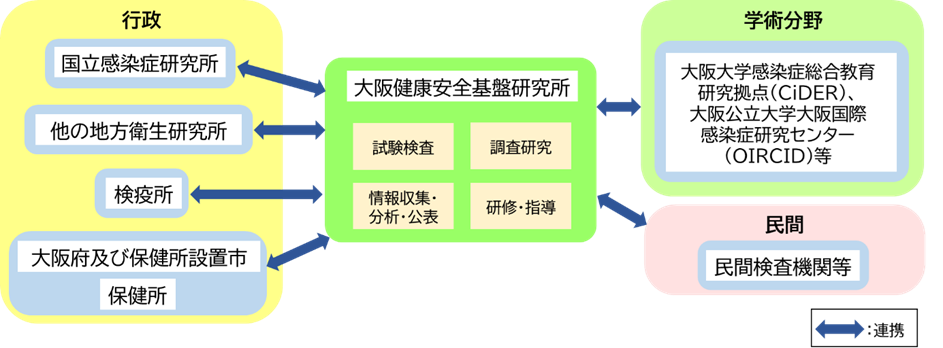 行政
国立感染症研究所
他の地方衛生研究所
検疫所
大阪府及び保健所設置市
保健所
大阪健康安全基盤研究所
試験検査
調査研究
情報収集・
分析・公表
研修・指導
学術分野
大阪大学感染症総合教育
研究拠点(CiDER)、
大阪公立大学大阪国際
感染症研究センター
(OIRCID)等
民間
民間検査機関等
:連携